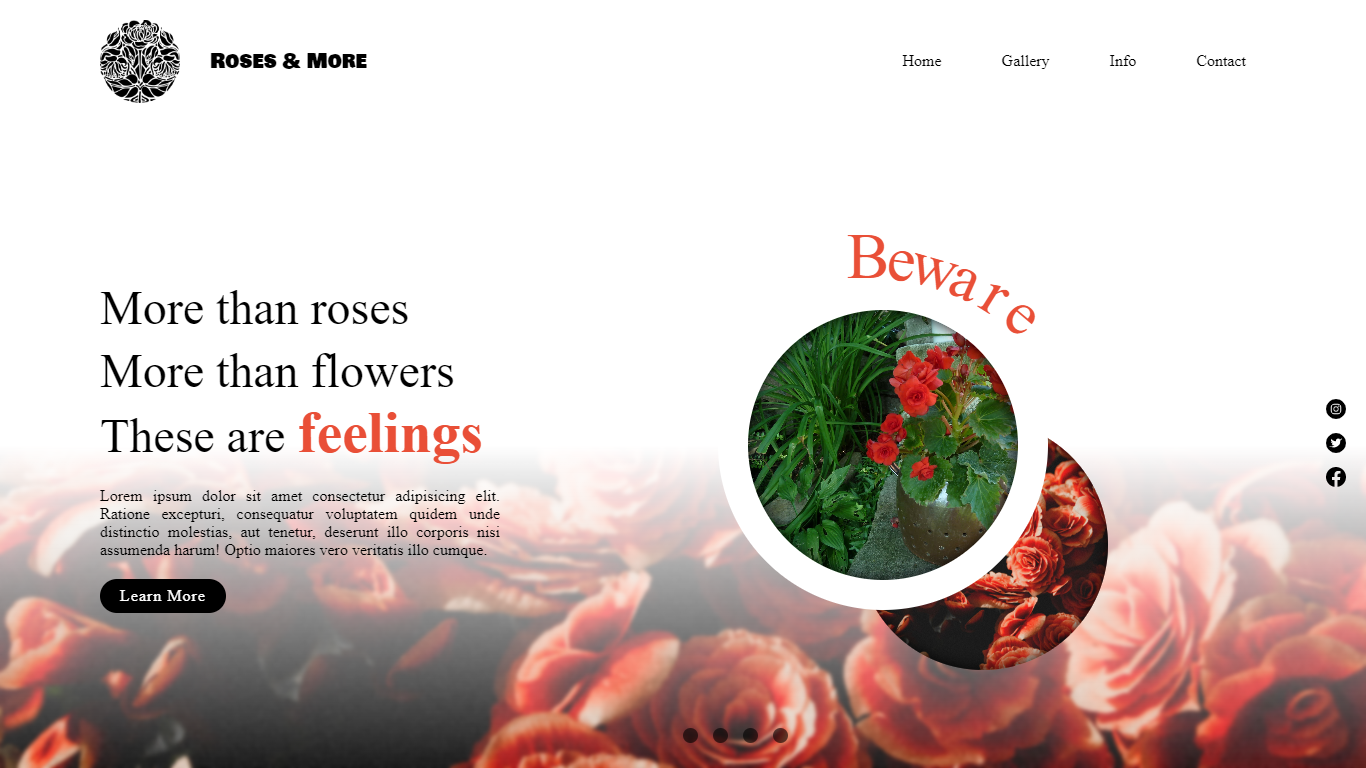 Roses & More
Home
Gallery
Info
Contact
Beware
More than roses
More than flowers
These are feelings
Lorem ipsum dolor sit amet consectetur adipisicing elit.
Ratione excepturi, consequatur voluptatem quidem unde
distinctio molestias, aut tenetur, deserunt illo corporis nisi
assumenda harum! Optio maiores vero veritatis illo cumque.
Learn More